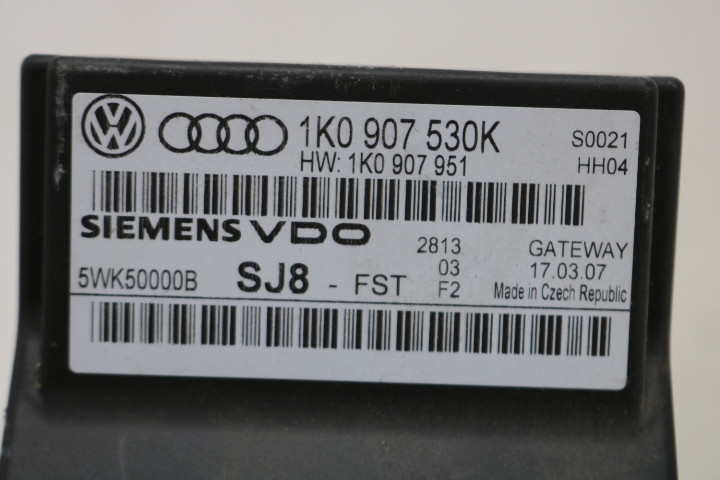 1K0 907 530K S0021
HW: 1K0 907 951 HH04
SIEMENS VDO 2813 GATEWAY
03 17.03.07
5WK50000B SJ8 - FST F2 Made in Czech Republic